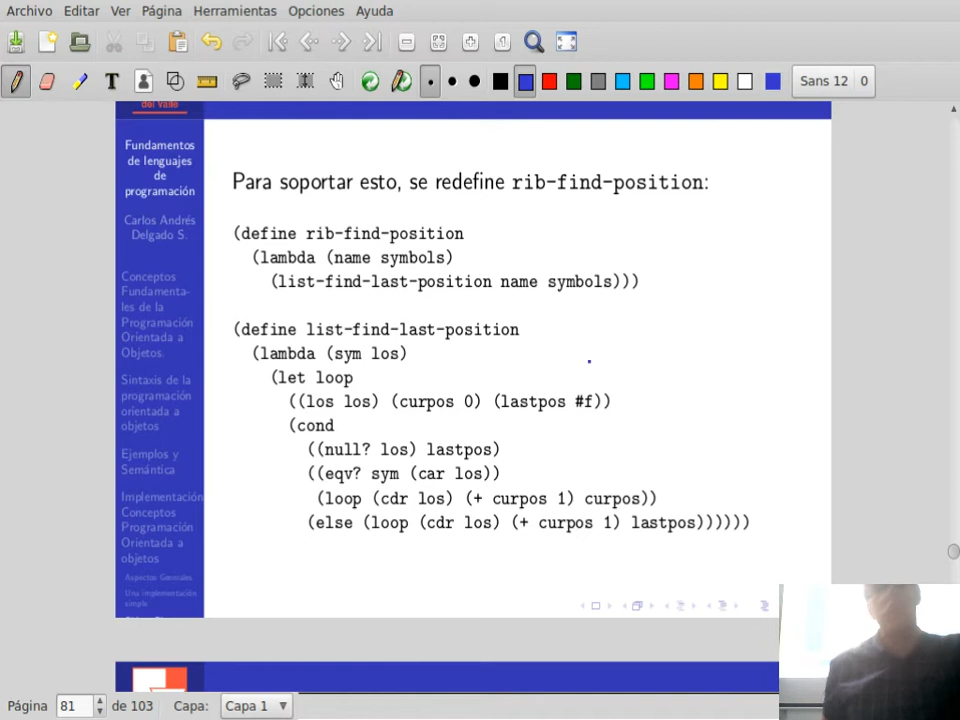 Archivo Editar Ver Página Herramientas Opciones Ayuda
T Sans 12 0
del Valle
Fundamentos
de lenguajes
de
programación
Carlos Andrés
Delgado S.
Conceptos
Fundamenta-
les de la
Programación
Orientada a
Objetos.
Sintaxis de la
programación
orientada a
objetos
Ejemplos y
Semántica
Implementación
Conceptos
Programación
Orientada a
objetos
Aspectos Generales
Una implementación
simple
Para soportar esto, se redefine rib-find-position:
(define rib-find-position
(lambda (name symbols)
(list-find-last-position name symbols)))
(define list-find-last-position
(lambda (sym los)
(let loop
((los los) (curpos 0) (lastpos #f))
(cond
((null? los) lastpos)
((eqv? sym (car los))
(loop (cdr los) (+ curpos 1) curpos))
(else (loop (cdr los) (+ curpos 1) lastpos))))))
Página 81 de 103 Capa: Capa 1